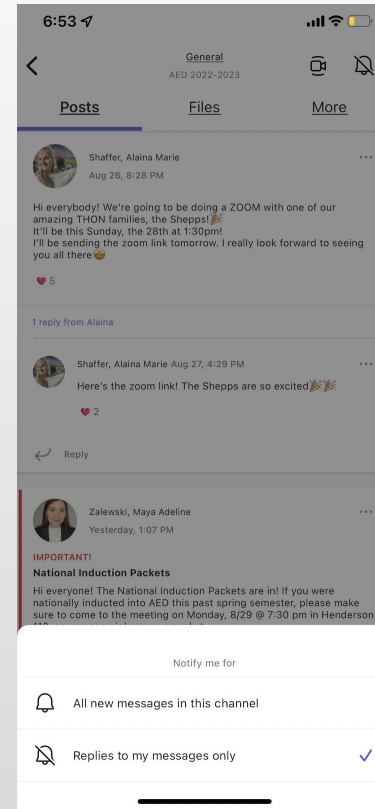 6:53
General
AED 2022-2023
Posts
Files
More
Shaffer, Alaina Marie
Aug 26, 8:28 PM
Hi everybody! We're going to be doing a ZOOM with one of our
amazing THON families, the Shepps!🎉
It'll be this Sunday, the 28th at 1:30pm!
I'll be sending the zoom link tomorrow. I really look forward to seeing
you all there🤩
5
1 reply from Alaina
Shaffer, Alaina Marie Aug 27, 4:29 PM
Here's the zoom link! The Shepps are so excited🎉🎉
2
Reply
Zalewski, Maya Adeline
Yesterday, 1:07 PM
IMPORTANT!
National Induction Packets
Hi everyone! The National Induction Packets are in! If you were
nationally inducted into AED this past spring semester, please make
sure to come to the meeting on Monday, 8/29 @ 7:30 pm in Henderson
Notify me for
All new messages in this channel
Replies to my messages only